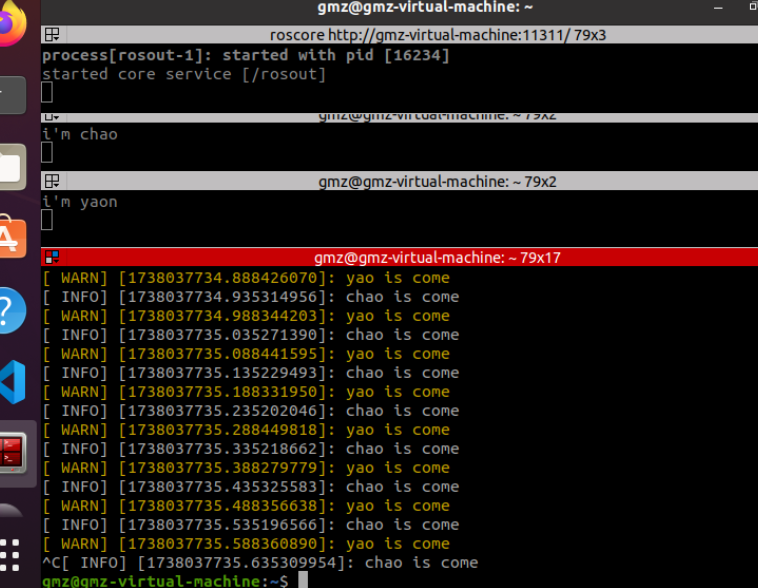 gmz@gmz-virtual-machine: ~
roscore http://gmz-virtual-machine:11311/ 79x3
process[rosout-1]: started with pid [16234]
started core service [/rosout]
gmz@gmz-virtual-machine: ~ 79x2
i'm chao
gmz@gmz-virtual-machine: ~ 79x2
i'm yaon
gmz@gmz-virtual-machine: ~ 79x17
[ WARN] [1738037734.888426070]: yao is come
[ INFO] [1738037734.935314956]: chao is come
[ WARN] [1738037734.988344203]: yao is come
[ INFO] [1738037735.035271390]: chao is come
[ WARN] [1738037735.088441595]: yao is come
[ INFO] [1738037735.135229493]: chao is come
[ WARN] [1738037735.188331950]: yao is come
[ INFO] [1738037735.235202046]: chao is come
[ WARN] [1738037735.288449818]: yao is come
[ INFO] [1738037735.335218662]: chao is come
[ WARN] [1738037735.388279779]: yao is come
[ INFO] [1738037735.435325583]: chao is come
[ WARN] [1738037735.488356638]: yao is come
[ INFO] [1738037735.535196566]: chao is come
[ WARN] [1738037735.588360890]: yao is come
^C[ INFO] [1738037735.635309954]: chao is come
gmz@gmz-virtual-machine:~$